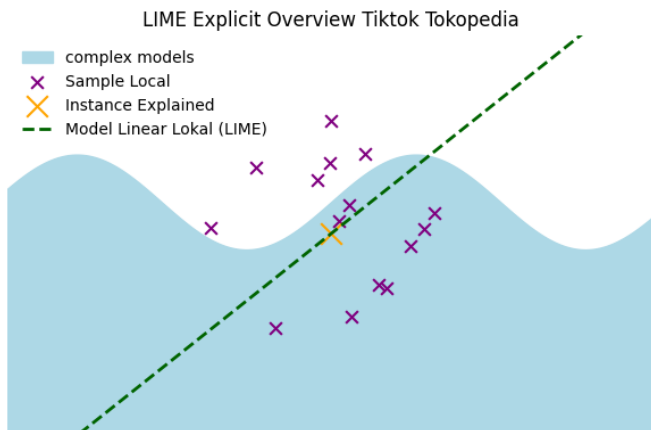 LIME Explicit Overview Tiktok Tokopedia
complex models
Sample Local
Instance Explained
Model Linear Lokal (LIME)